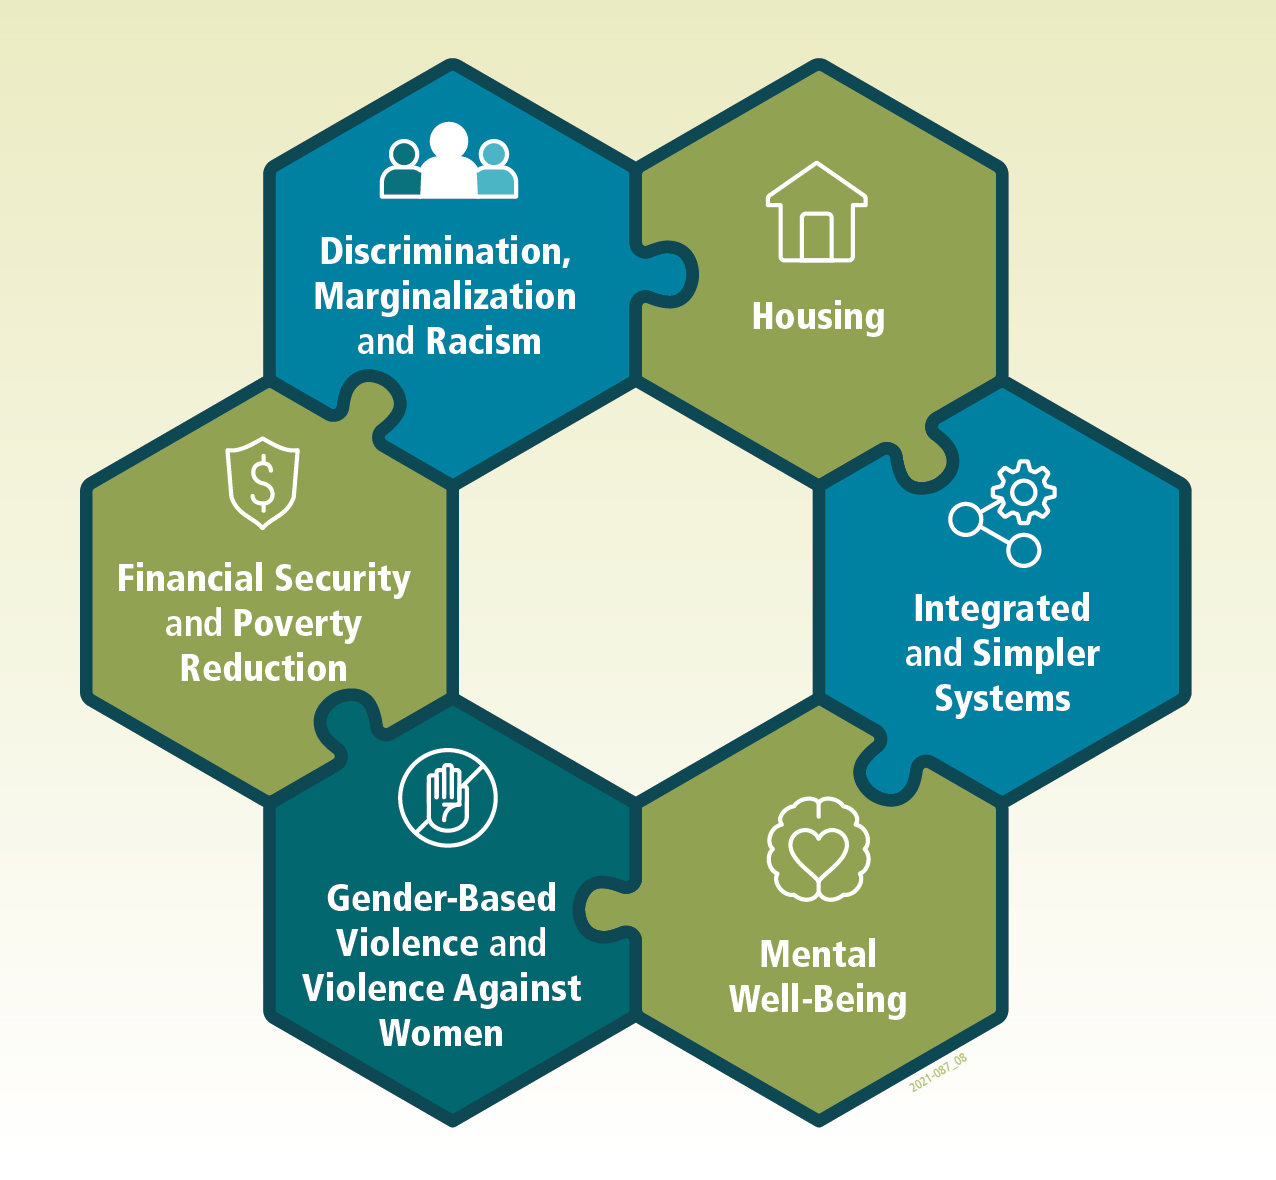 Discrimination,
Marginalization
and Racism
Housing
Financial Security
and Poverty
Reduction
Integrated
and Simpler
Systems
Gender-Based
Violence and
Violence Against
Women
Mental
Well-Being
2021-087_08
$